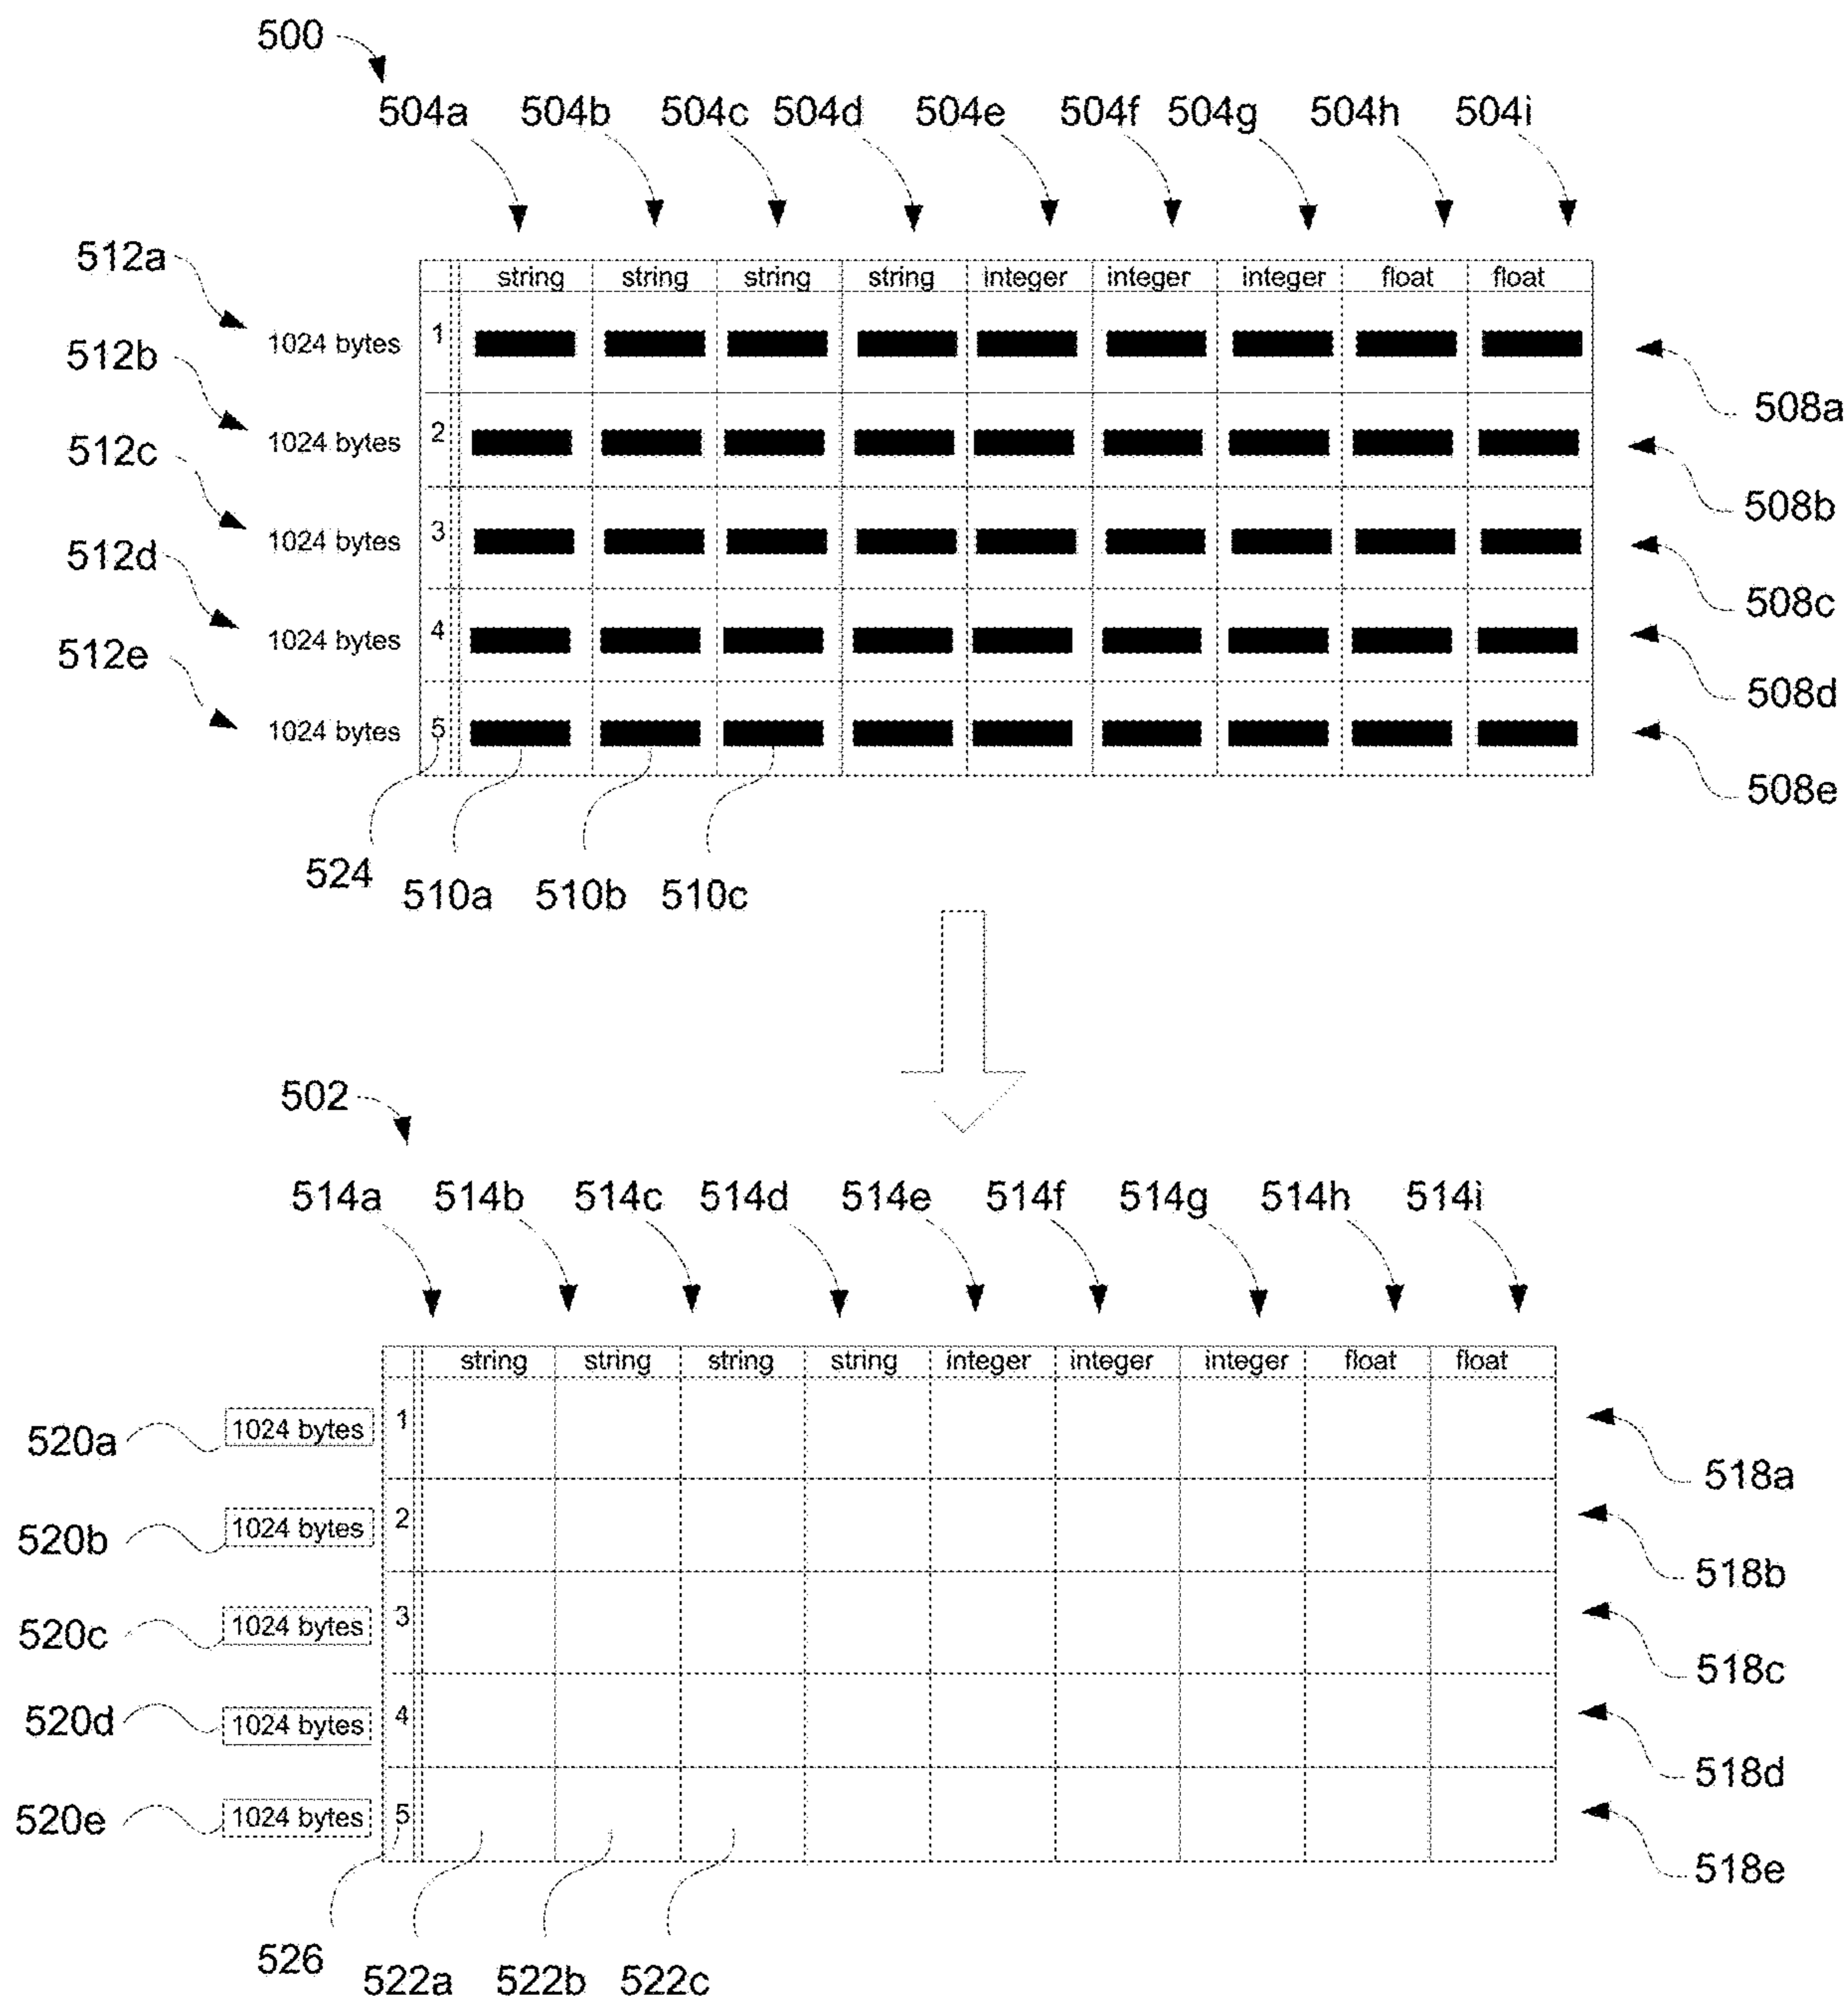 500
504a 504b 504c 504d 504e 504f 504g 504h 504i
512a
string string string string integer integer integer float float
1024 bytes 1
508a
512b
1024 bytes 2
508b
512c
1024 bytes 3
508c
512d
1024 bytes 4
508d
512e
1024 bytes 5
508e
524 510a 510b 510c
502
514a 514b 514c 514d 514e 514f 514g 514h 514i
string string string string integer integer integer float float
520a 1024 bytes 1
518a
520b 1024 bytes 2
518b
520c 1024 bytes 3
518c
520d 1024 bytes 4
518d
520e 1024 bytes 5
518e
526 522a 522b 522c